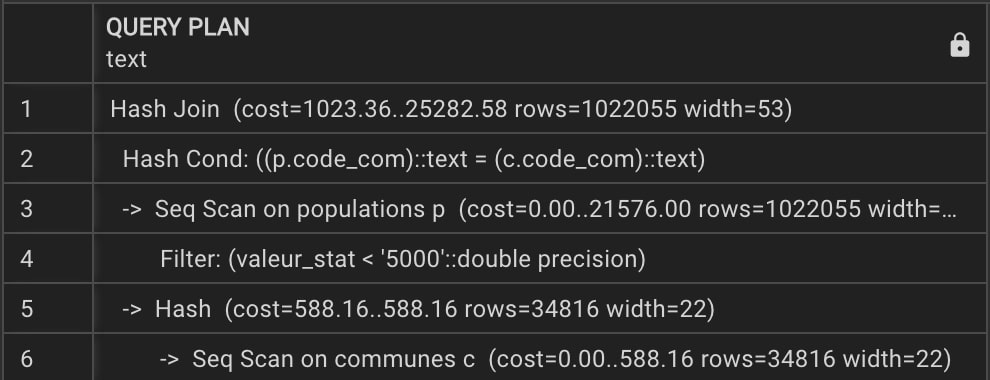 QUERY PLAN
text
1 Hash Join (cost=1023.36..25282.58 rows=1022055 width=53)
2 Hash Cond: ((p.code_com)::text = (c.code_com)::text)
3 -> Seq Scan on populations p (cost=0.00..21576.00 rows=1022055 width=…
4 Filter: (valeur_stat < '5000'::double precision)
5 -> Hash (cost=588.16..588.16 rows=34816 width=22)
6 -> Seq Scan on communes c (cost=0.00..588.16 rows=34816 width=22)